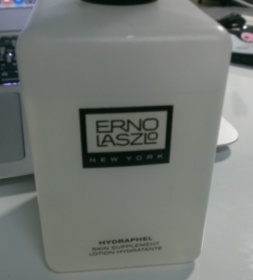 ERNO
LASZLO
NEW YORK
HYDRAPHEL
SKIN SUPPLEMENT
LOTION HYDRATANTE